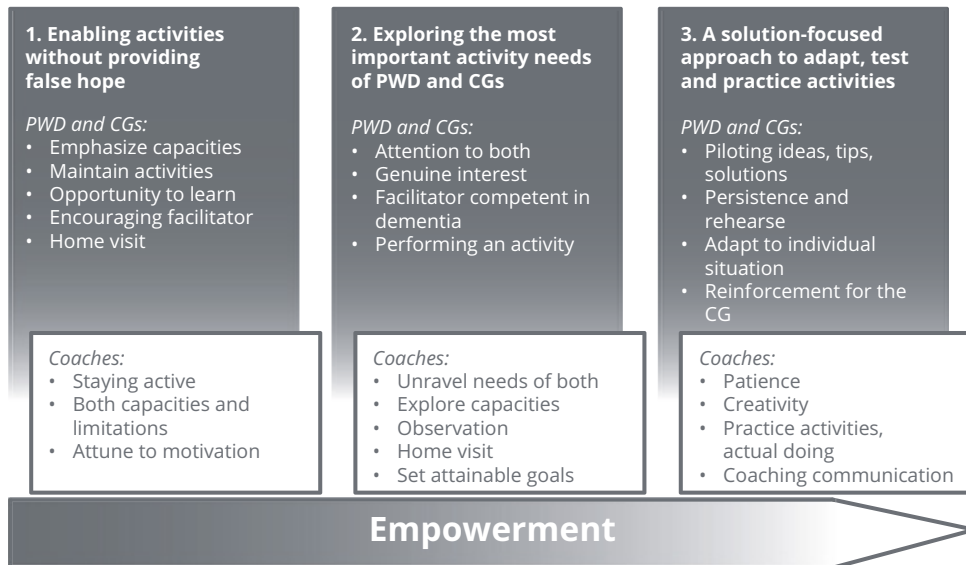 1. Enabling activities
without providing
false hope
PWD and CGs:
• Emphasize capacities
• Maintain activities
• Opportunity to learn
• Encouraging facilitator
• Home visit
Coaches:
• Staying active
• Both capacities and
limitations
• Attune to motivation
2. Exploring the most
important activity needs
of PWD and CGs
PWD and CGs:
• Attention to both
• Genuine interest
• Facilitator competent in
dementia
• Performing an activity
Coaches:
• Unravel needs of both
• Explore capacities
• Observation
• Home visit
• Set attainable goals
3. A solution-focused
approach to adapt, test
and practice activities
PWD and CGs:
• Piloting ideas, tips,
solutions
• Persistence and
rehearse
• Adapt to individual
situation
• Reinforcement for the
CG
Coaches:
• Patience
• Creativity
• Practice activities,
actual doing
• Coaching communication
Empowerment